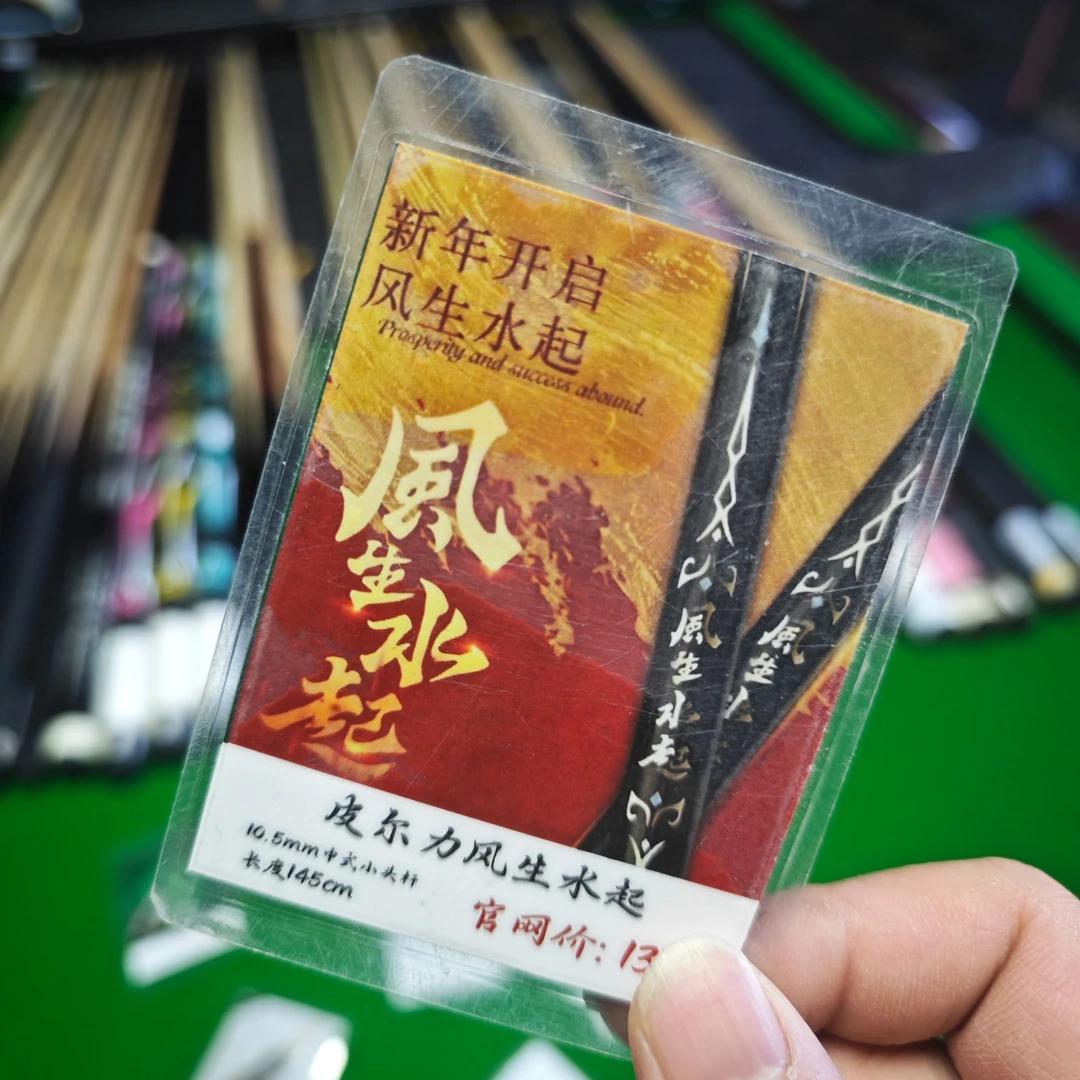 新年开启
风生水起
Prosperity and success abound.
風
生
水
起
風
生
水
起
風
生
水
皮尔力风生水起
10.5mm中式小头杆
长度145cm
官网价: 13